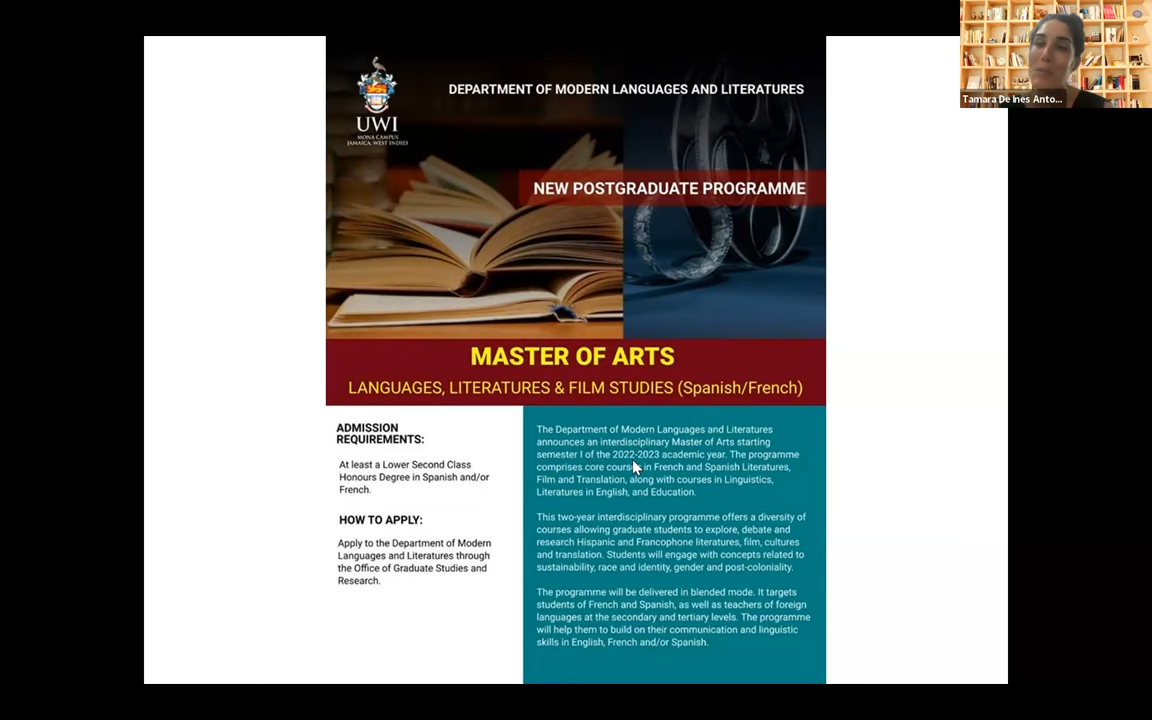 Tamara De Ines Anto...
UWI
MONA CAMPUS
JAMAICA, WEST INDIES
DEPARTMENT OF MODERN LANGUAGES AND LITERATURES
NEW POSTGRADUATE PROGRAMME
MASTER OF ARTS
LANGUAGES, LITERATURES & FILM STUDIES (Spanish/French)
ADMISSION
REQUIREMENTS:
At least a Lower Second Class
Honours Degree in Spanish and/or
French.
HOW TO APPLY:
Apply to the Department of Modern
Languages and Literatures through
the Office of Graduate Studies and
Research.
The Department of Modern Languages and Literatures
announces an interdisciplinary Master of Arts starting
semester I of the 2022-2023 academic year. The programme
comprises core courses in French and Spanish Literatures,
Film and Translation, along with courses in Linguistics,
Literatures in English, and Education.
This two-year interdisciplinary programme offers a diversity of
courses allowing graduate students to explore, debate and
research Hispanic and Francophone literatures, film, cultures
and translation. Students will engage with concepts related to
sustainability, race and identity, gender and post-coloniality.
The programme will be delivered in blended mode. It targets
students of French and Spanish, as well as teachers of foreign
languages at the secondary and tertiary levels. The programme
will help them to build on their communication and linguistic
skills in English, French and/or Spanish.